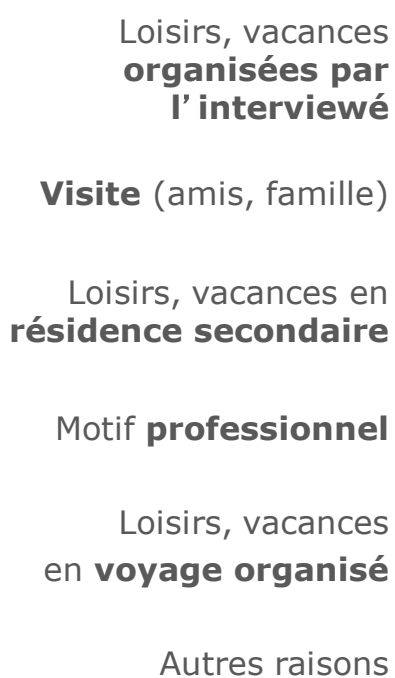 Loisirs, vacances
organisées par
l’interviewé
Visite (amis, famille)
Loisirs, vacances en
résidence secondaire
Motif professionnel
Loisirs, vacances
en voyage organisé
Autres raisons